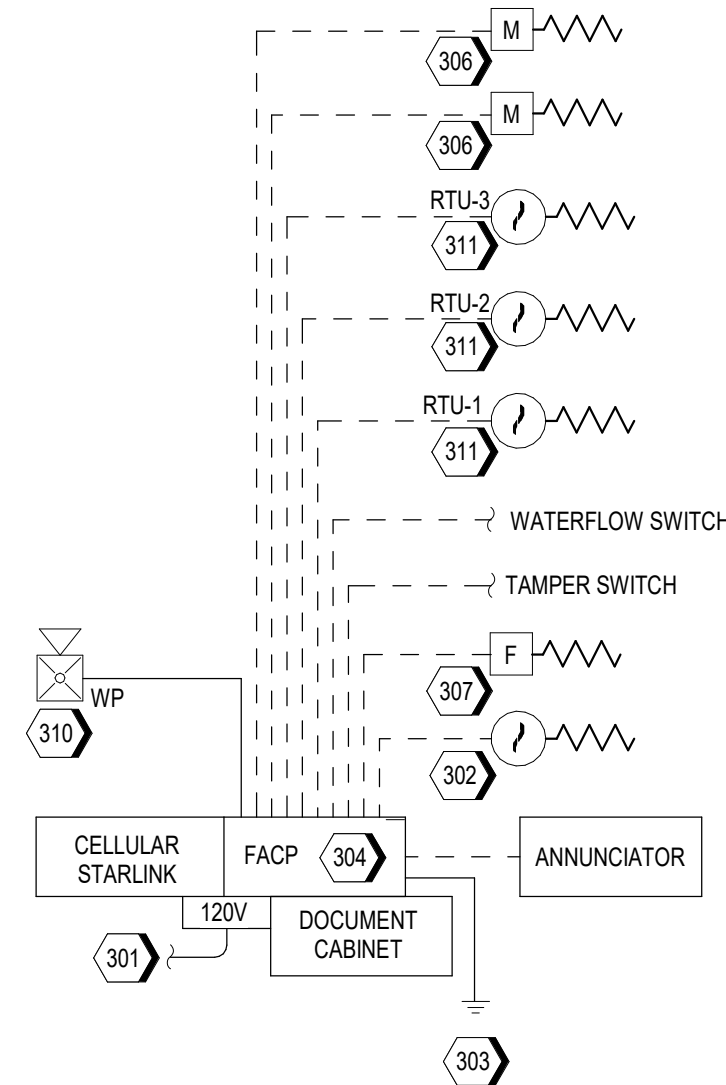 M
306
M
306
RTU-3
311
RTU-2
311
RTU-1
311
WATERFLOW SWITCH
TAMPER SWITCH
F
307
WP
310
302
CELLULAR
STARLINK
FACP
304
ANNUNCIATOR
120V
DOCUMENT
CABINET
301
303